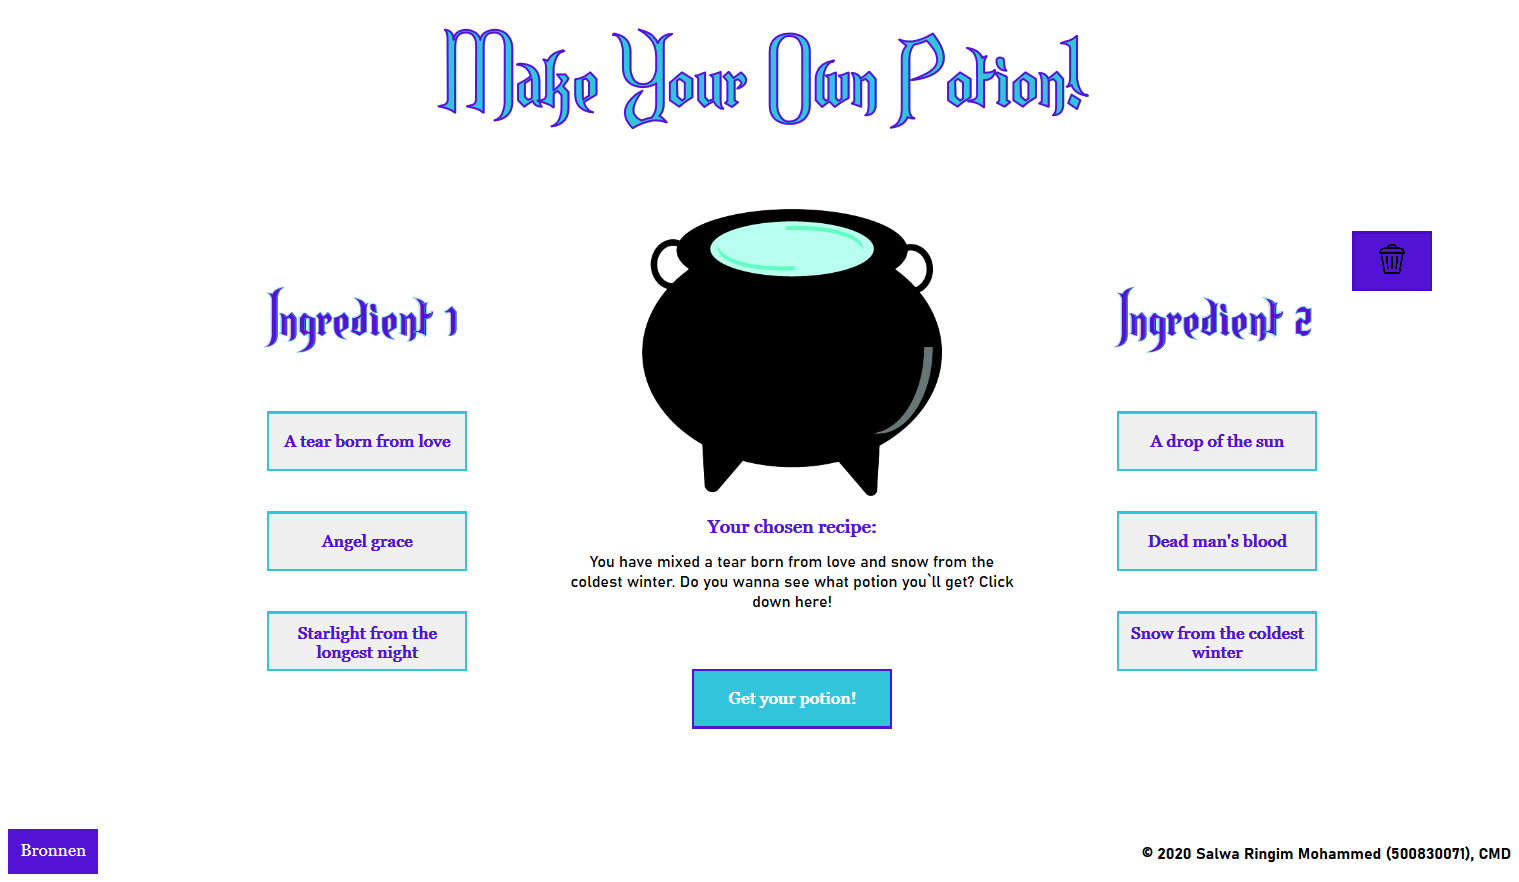 Make Your Own Potion!
Ingredient 1
Ingredient 2
A tear born from love
Angel grace
Starlight from the
longest night
A drop of the sun
Dead man's blood
Snow from the coldest
winter
Your chosen recipe:
You have mixed a tear born from love and snow from the
coldest winter. Do you wanna see what potion you`ll get? Click
down here!
Get your potion!
Bronnen
© 2020 Salwa Ringim Mohammed (500830071), CMD